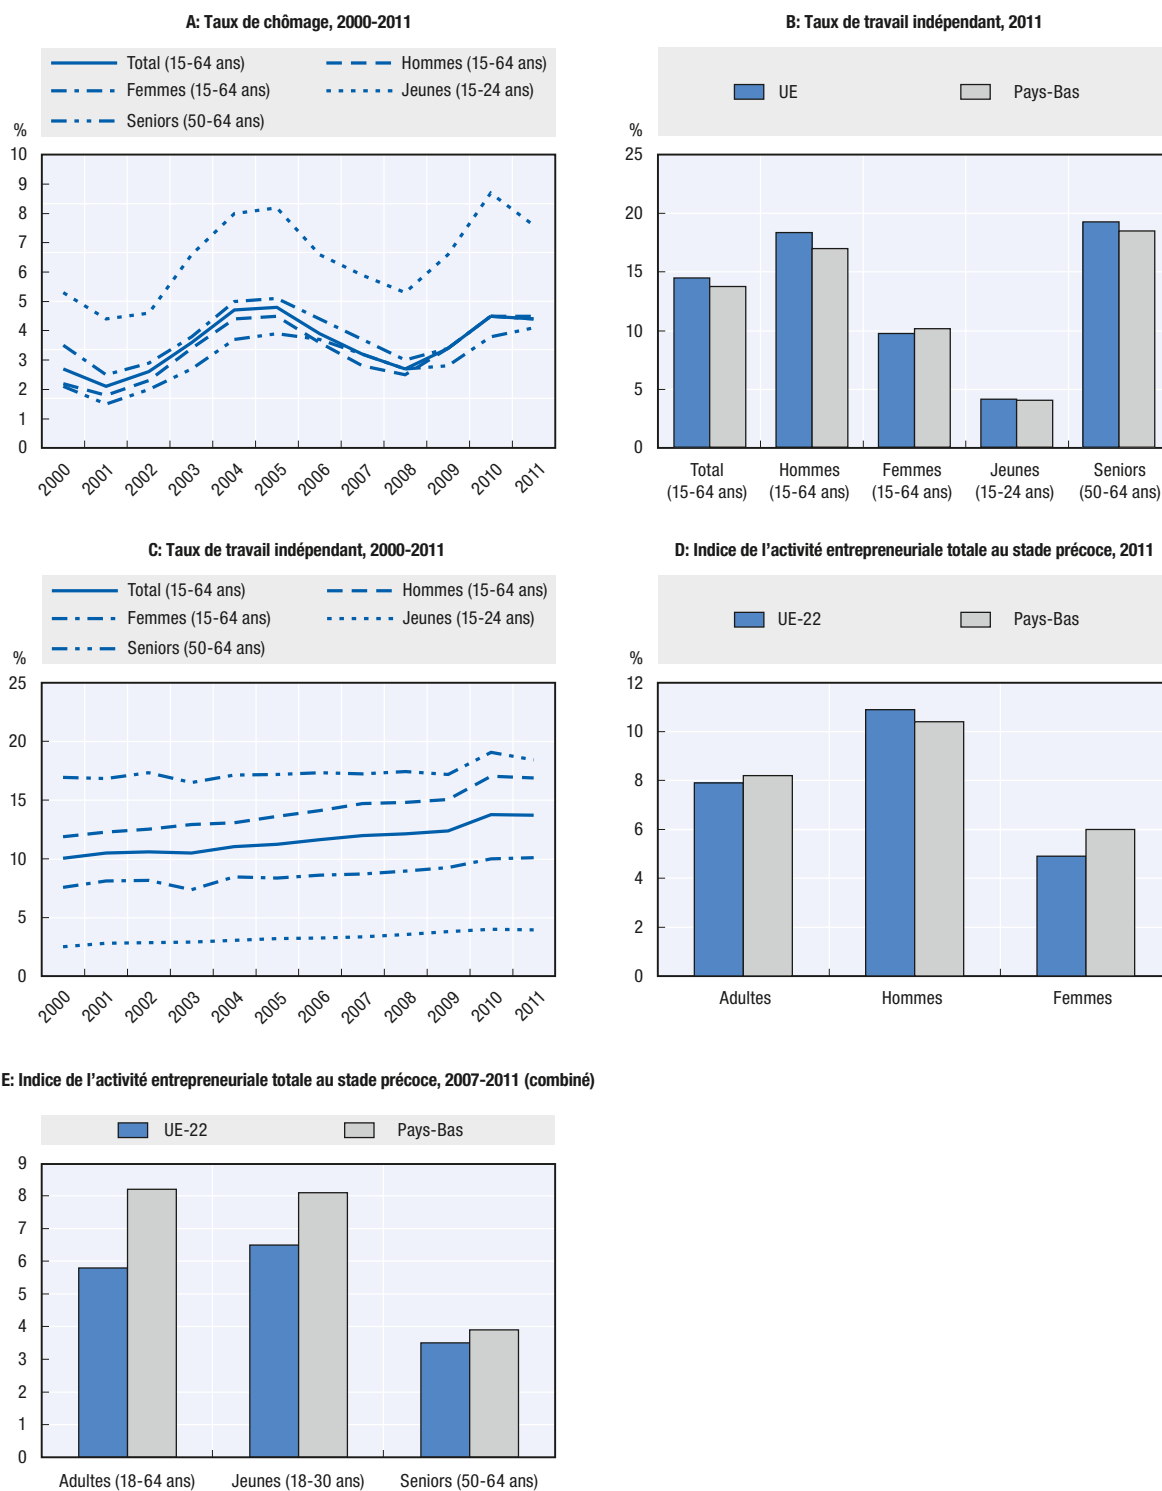 A: Taux de chômage, 2000-2011
Total (15-64 ans)
Hommes (15-64 ans)
Femmes (15-64 ans)
Jeunes (15-24 ans)
Seniors (50-64 ans)
%
10
9
8
7
6
5
4
3
2
1
0
2000 2001 2002 2003 2004 2005 2006 2007 2008 2009 2010 2011
B: Taux de travail indépendant, 2011
UE
Pays-Bas
%
25
20
15
10
5
0
Total Hommes Femmes Jeunes Seniors
(15-64 ans) (15-64 ans) (15-64 ans) (15-24 ans) (50-64 ans)
C: Taux de travail indépendant, 2000-2011
Total (15-64 ans)
Hommes (15-64 ans)
Femmes (15-64 ans)
Jeunes (15-24 ans)
Seniors (50-64 ans)
%
25
20
15
10
5
0
2000 2001 2002 2003 2004 2005 2006 2007 2008 2009 2010 2011
D: Indice de l’activité entrepreneuriale totale au stade précoce, 2011
UE-22
Pays-Bas
%
12
10
8
6
4
2
0
Adultes Hommes Femmes
E: Indice de l’activité entrepreneuriale totale au stade précoce, 2007-2011 (combiné)
UE-22
Pays-Bas
9
8
7
6
5
4
3
2
1
0
Adultes (18-64 ans) Jeunes (18-30 ans) Seniors (50-64 ans)